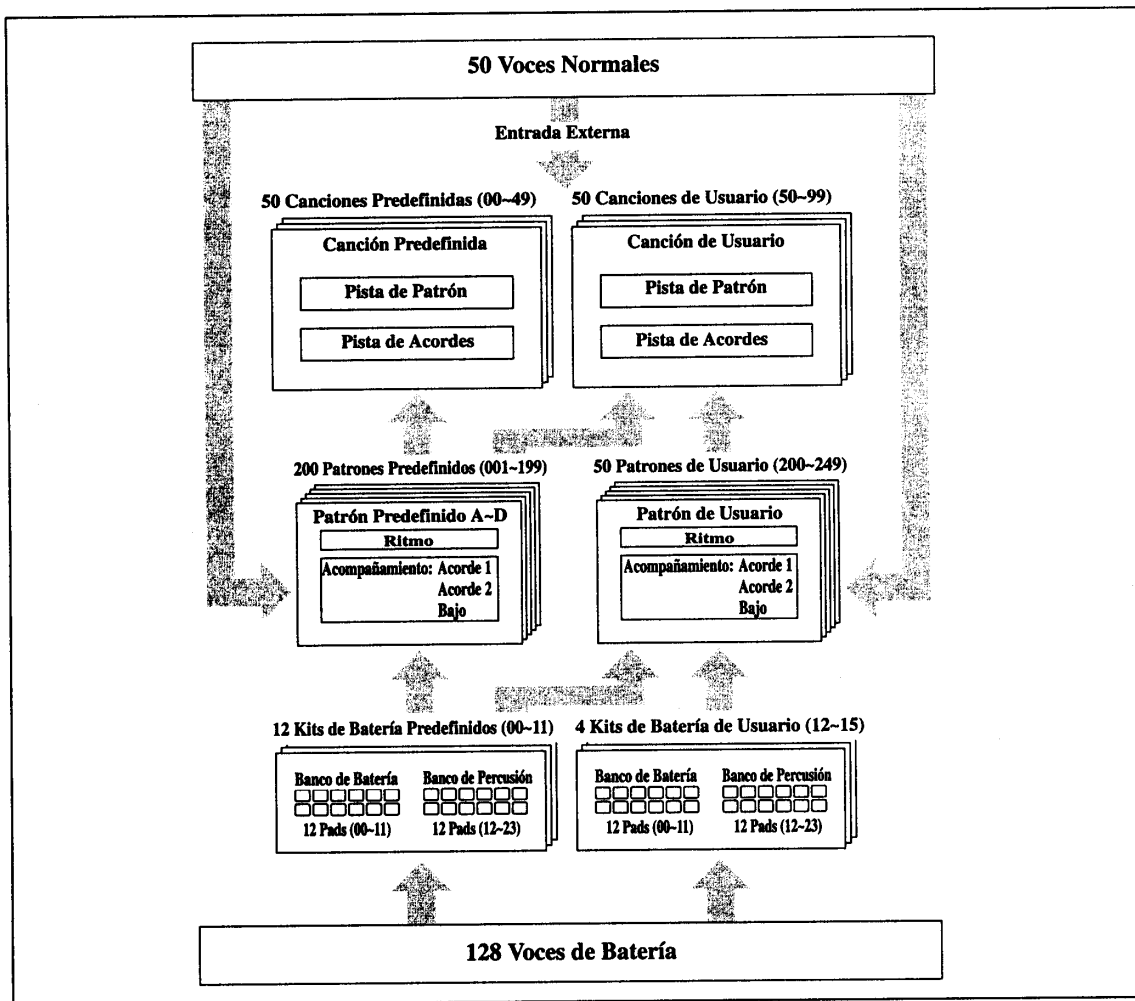 50 Voces Normales
Entrada Externa
50 Canciones Predefinidas (00~49)
50 Canciones de Usuario (50~99)
Canción Predefinida
Pista de Patrón
Pista de Acordes
Canción de Usuario
Pista de Patrón
Pista de Acordes
200 Patrones Predefinidos (001~199)
50 Patrones de Usuario (200~249)
Patrón Predefinido A~D
Ritmo
Acompañamiento: Acorde 1
Acorde 2
Bajo
Patrón de Usuario
Ritmo
Acompañamiento: Acorde 1
Acorde 2
Bajo
12 Kits de Batería Predefinidos (00~11)
4 Kits de Batería de Usuario (12~15)
Banco de Batería
Banco de Percusión
12 Pads (00~11)
12 Pads (12~23)
Banco de Batería
Banco de Percusión
12 Pads (00~11)
12 Pads (12~23)
128 Voces de Batería